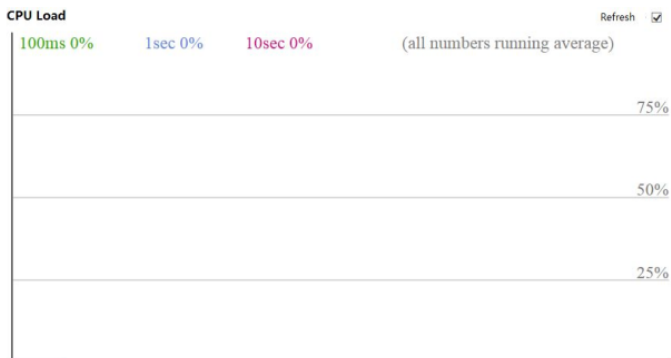 CPU Load Refresh
100ms 0% 1sec 0% 10sec 0% (all numbers running average)
75%
50%
25%